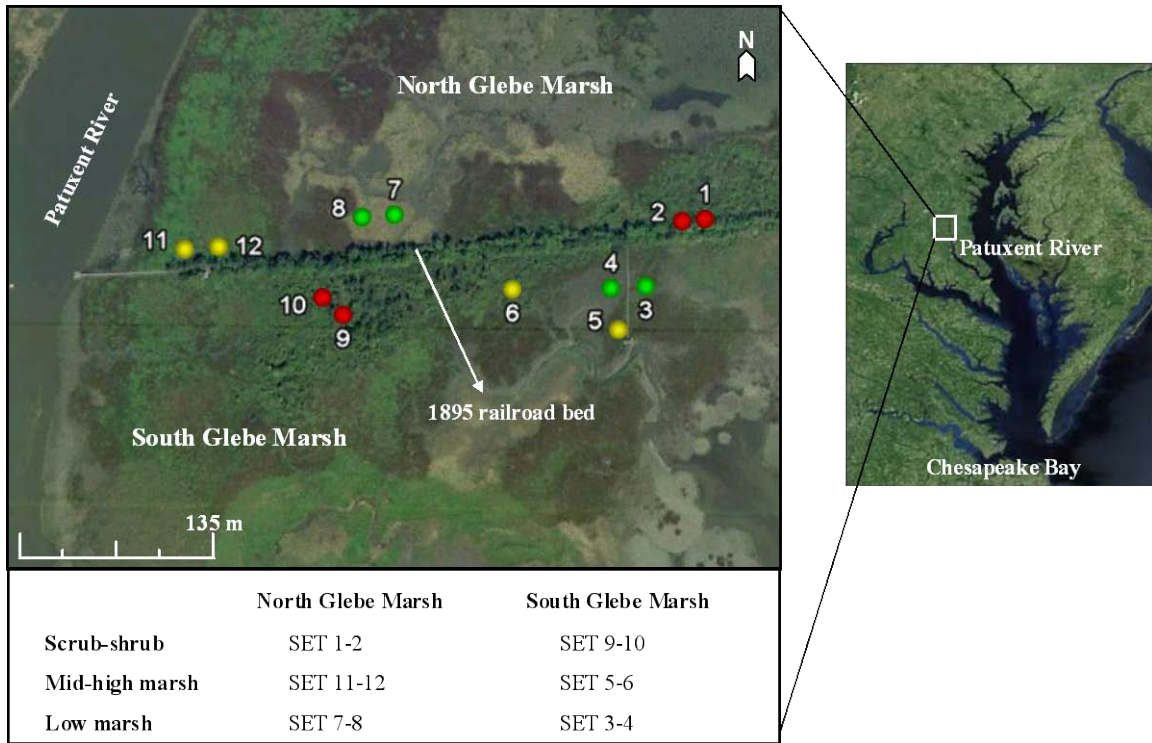 N
North Glebe Marsh
Patuxent River
1
2
7
8
11
12
4
3
10
6
5
9
1895 railroad bed
South Glebe Marsh
135 m
Patuxent River
Chesapeake Bay
North Glebe Marsh South Glebe Marsh
Scrub-shrub SET 1-2 SET 9-10
Mid-high marsh SET 11-12 SET 5-6
Low marsh SET 7-8 SET 3-4